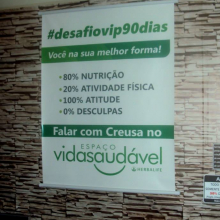 #desafiovip90dias
Você na sua melhor forma!
• 80% NUTRIÇÃO
• 20% ATIVIDADE FÍSICA
• 100% ATITUDE
• 0% DESCULPAS
Falar com Creusa no
ESPAÇO
vidasaudável
HERBALIFE